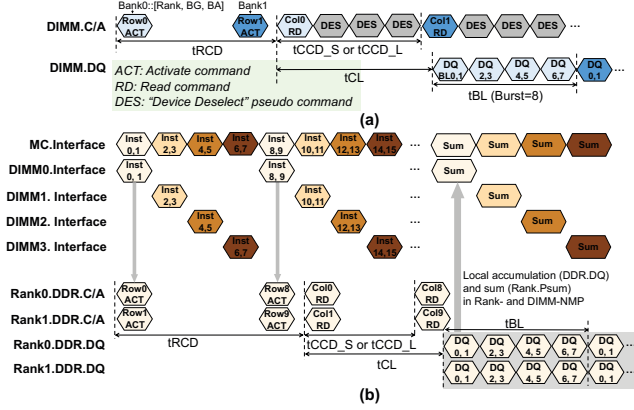 Bank0::[Rank, BG, BA] Bank1
DIMM.C/A Row0 ACT Row1 ACT Col0 RD DES DES DES Col1 RD DES DES DES ...
tRCD tCCD_S or tCCD_L
DIMM.DQ DQ BL0,1 DQ 2,3 DQ 4,5 DQ 6,7 DQ 0,1 ...
tCL
ACT: Activate command
RD: Read command
DES: “Device Deselect” pseudo command
tBL (Burst=8)
(a)
MC.Interface Inst 0,1 Inst 2,3 Inst 4,5 Inst 6,7 Inst 8,9 Inst 10,11 Inst 12,13 Inst 14,15 ... Sum Sum Sum Sum
DIMM0.Interface Inst 0, 1 Inst 8, 9 ... Sum
DIMM1. Interface Inst 2,3 Inst 10,11 ... Sum
DIMM2. Interface Inst 4,5 Inst 12,13 ... Sum
DIMM3. Interface Inst 6,7 Inst 14,15 ... Sum
Local accumulation (DDR.DQ)
and sum (Rank.Psum)
in Rank- and DIMM-NMP
Rank0.DDR.C/A Row0 ACT Row8 ACT Col0 RD Col8 RD
Rank1.DDR.C/A Row1 ACT Row9 ACT Col1 RD Col9 RD
tBL
tRCD tCCD_S or tCCD_L
Rank0.DDR.DQ DQ 0, 1 DQ 2, 3 DQ 4, 5 DQ 6, 7 DQ 0, 1 ...
tCL
Rank1.DDR.DQ DQ 0, 1 DQ 2, 3 DQ 4, 5 DQ 6, 7 DQ 0, 1 ...
(b)